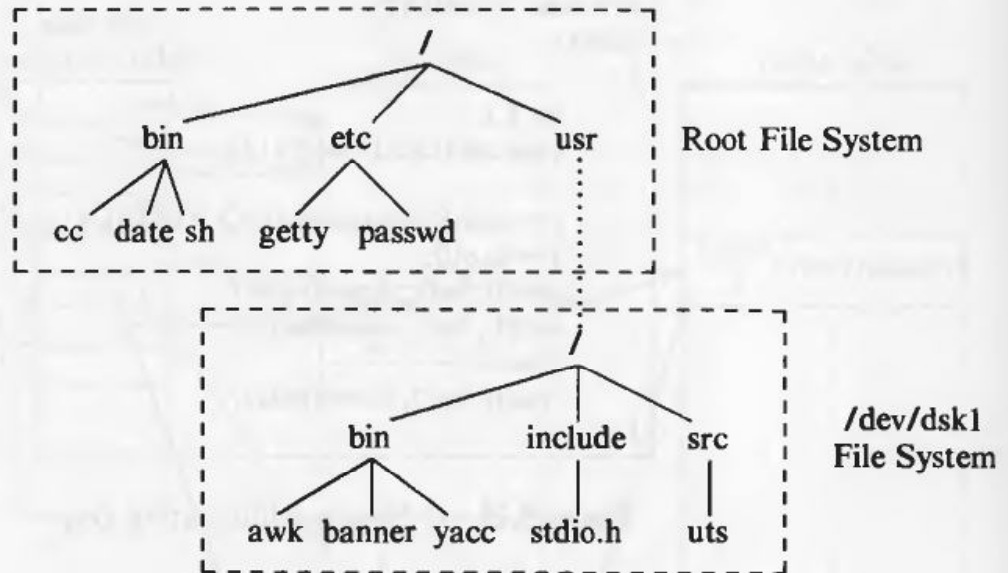 /
bin etc usr Root File System
cc date sh getty passwd
/
bin include src /dev/dsk1
File System
awk banner yacc stdio.h uts